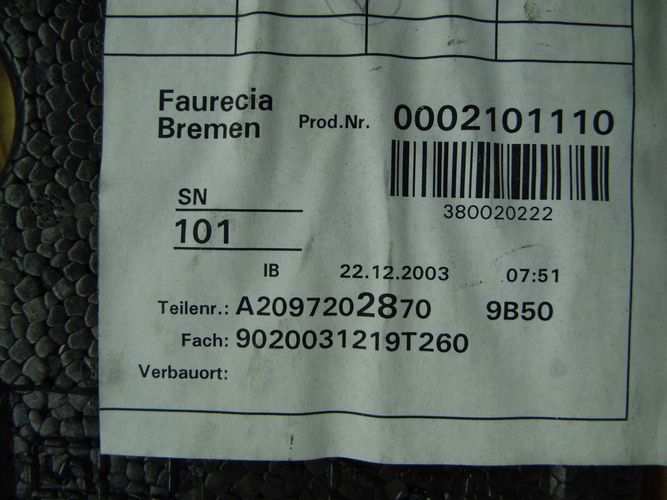 Faurecia
Bremen
Prod.Nr. 0002101110
380020222
SN
101
IB 22.12.2003 07:51
Teilenr.: A2097202870 9B50
Fach: 9020031219T260
Verbauort: